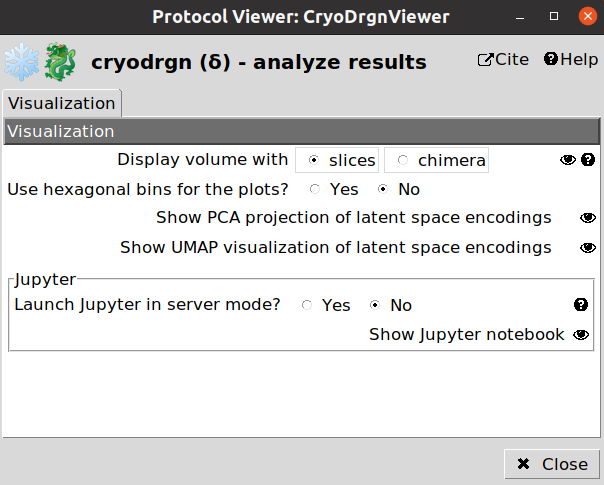 Protocol Viewer: CryoDrgnViewer
cryodrgn (δ) - analyze results Cite Help
Visualization
Visualization
Display volume with slices chimera
Use hexagonal bins for the plots? Yes No
Show PCA projection of latent space encodings
Show UMAP visualization of latent space encodings
Jupyter
Launch Jupyter in server mode? Yes No
Show Jupyter notebook
Close